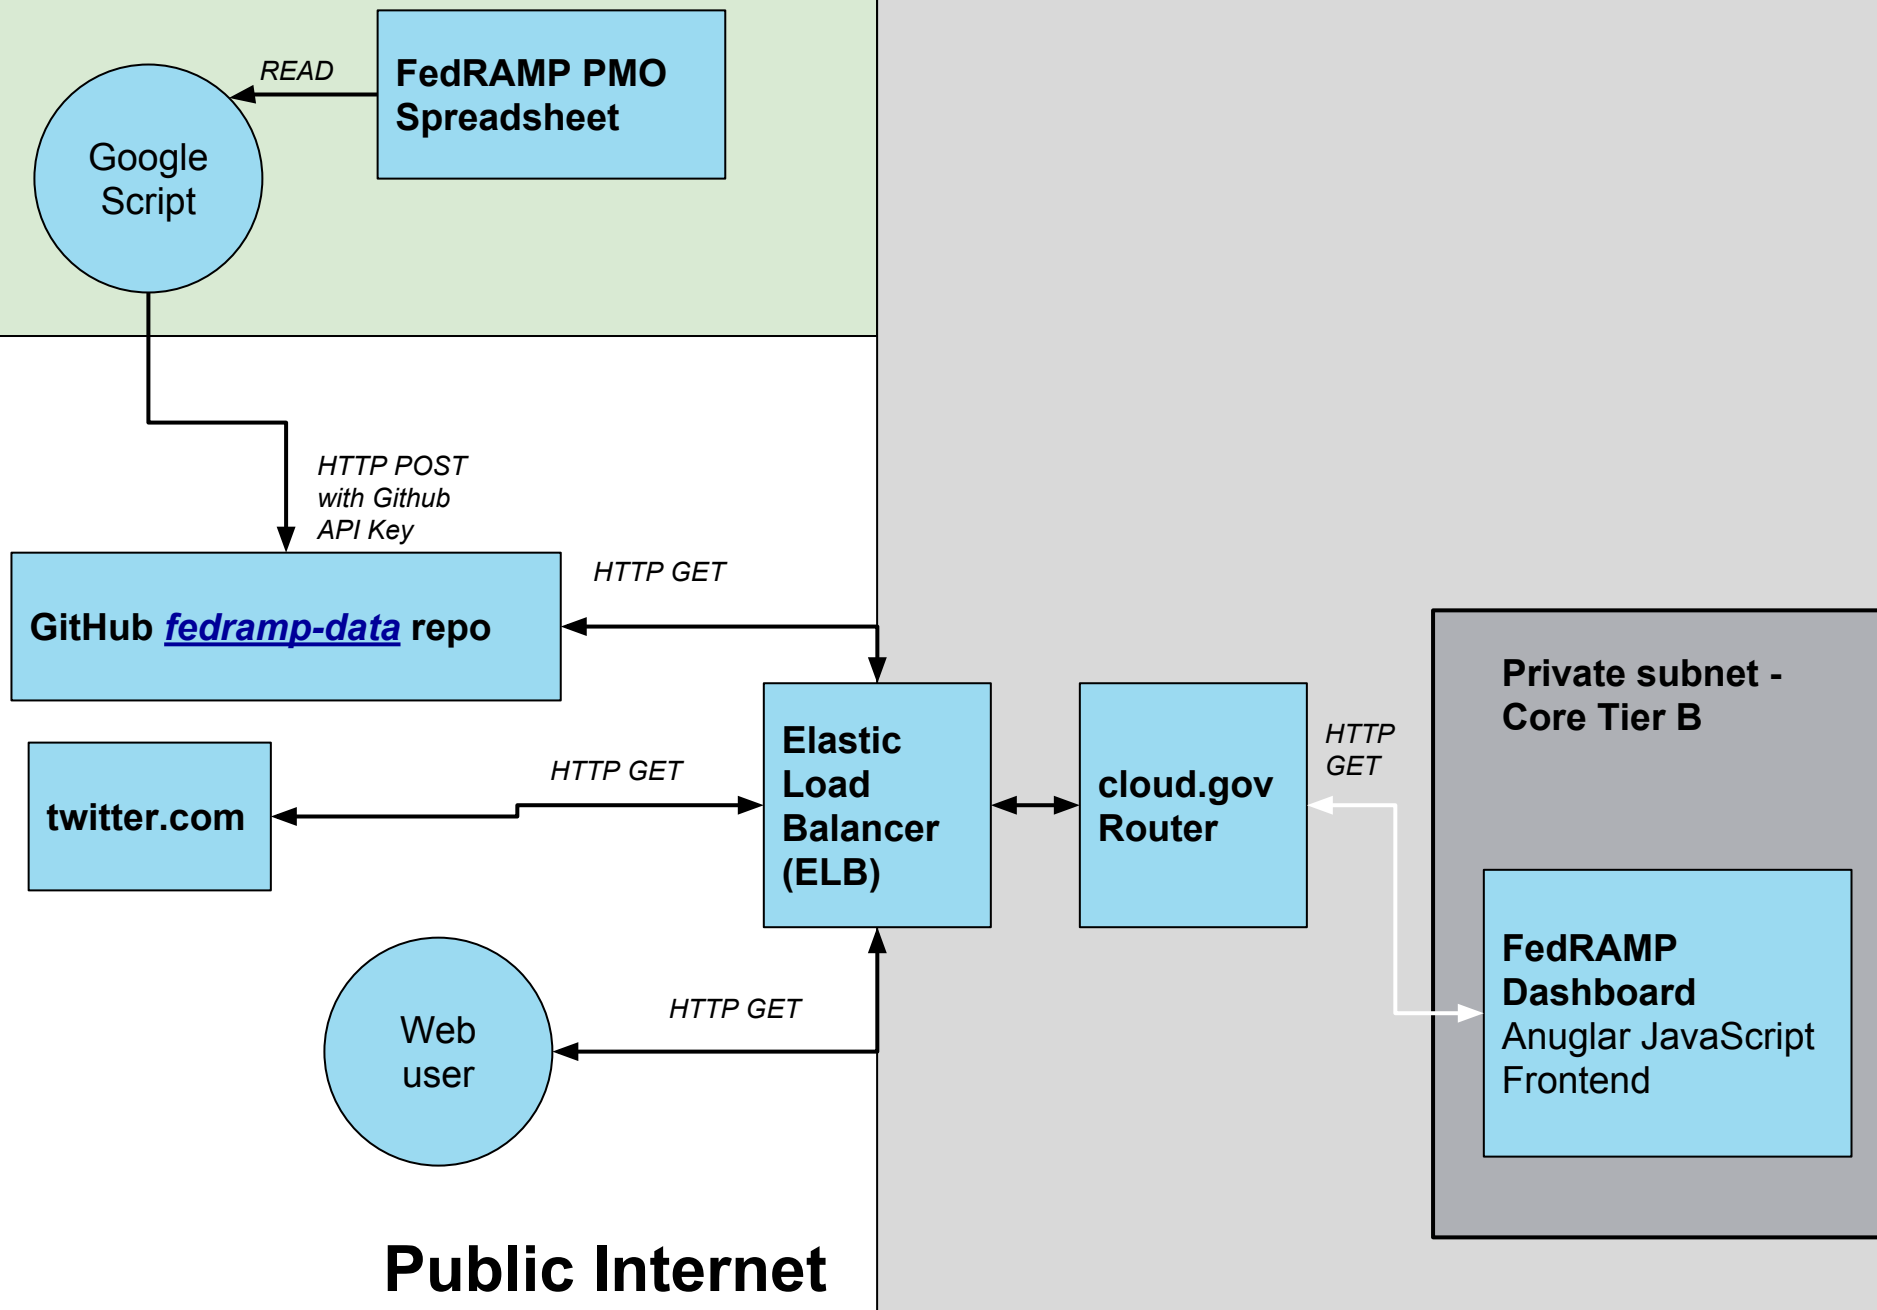 READ
FedRAMP PMO
Spreadsheet
Google
Script
HTTP POST
with Github
API Key
HTTP GET
GitHub fedramp-data repo
twitter.com
HTTP GET
Elastic
Load
Balancer
(ELB)
cloud.gov
Router
HTTP
GET
Private subnet -
Core Tier B
FedRAMP
Dashboard
Anuglar JavaScript
Frontend
HTTP GET
Web
user
Public Internet